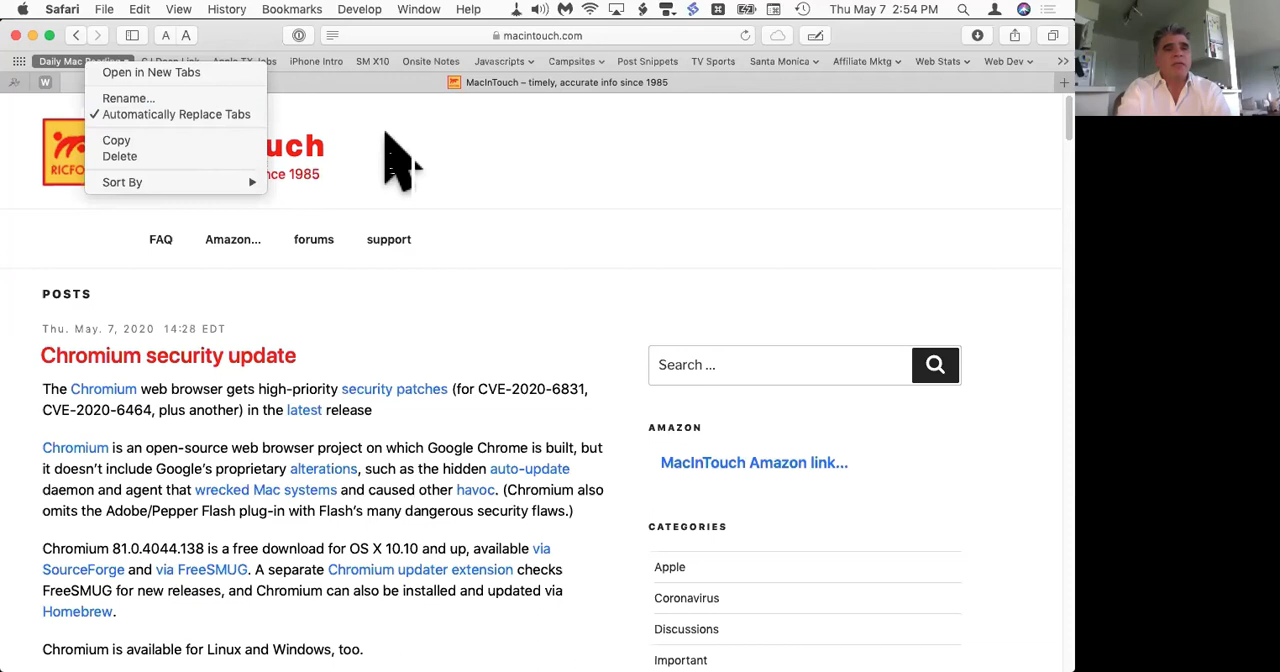 Safari File Edit View History Bookmarks Develop Window Help Thu May 7 2:54 PM
A A macintouch.com
Daily Mac Reading Apple TX Jobs iPhone Intro SM X10 Onsite Notes Javascripts Campsites Post Snippets TV Sports Santa Monica Affiliate Mktg Web Stats Web Dev
W MacInTouch – timely, accurate info since 1985
Open in New Tabs
Rename...
✓ Automatically Replace Tabs
Copy
Delete
Sort By
RICFO
uch
nce 1985
FAQ Amazon... forums support
POSTS
Thu. May. 7, 2020 14:28 EDT
Chromium security update
The Chromium web browser gets high-priority security patches (for CVE-2020-6831,
CVE-2020-6464, plus another) in the latest release
Chromium is an open-source web browser project on which Google Chrome is built, but
it doesn't include Google's proprietary alterations, such as the hidden auto-update
daemon and agent that wrecked Mac systems and caused other havoc. (Chromium also
omits the Adobe/Pepper Flash plug-in with Flash's many dangerous security flaws.)
Chromium 81.0.4044.138 is a free download for OS X 10.10 and up, available via
SourceForge and via FreeSMUG. A separate Chromium updater extension checks
FreeSMUG for new releases, and Chromium can also be installed and updated via
Homebrew.
Chromium is available for Linux and Windows, too.
Search ...
AMAZON
MacInTouch Amazon link...
CATEGORIES
Apple
Coronavirus
Discussions
Important